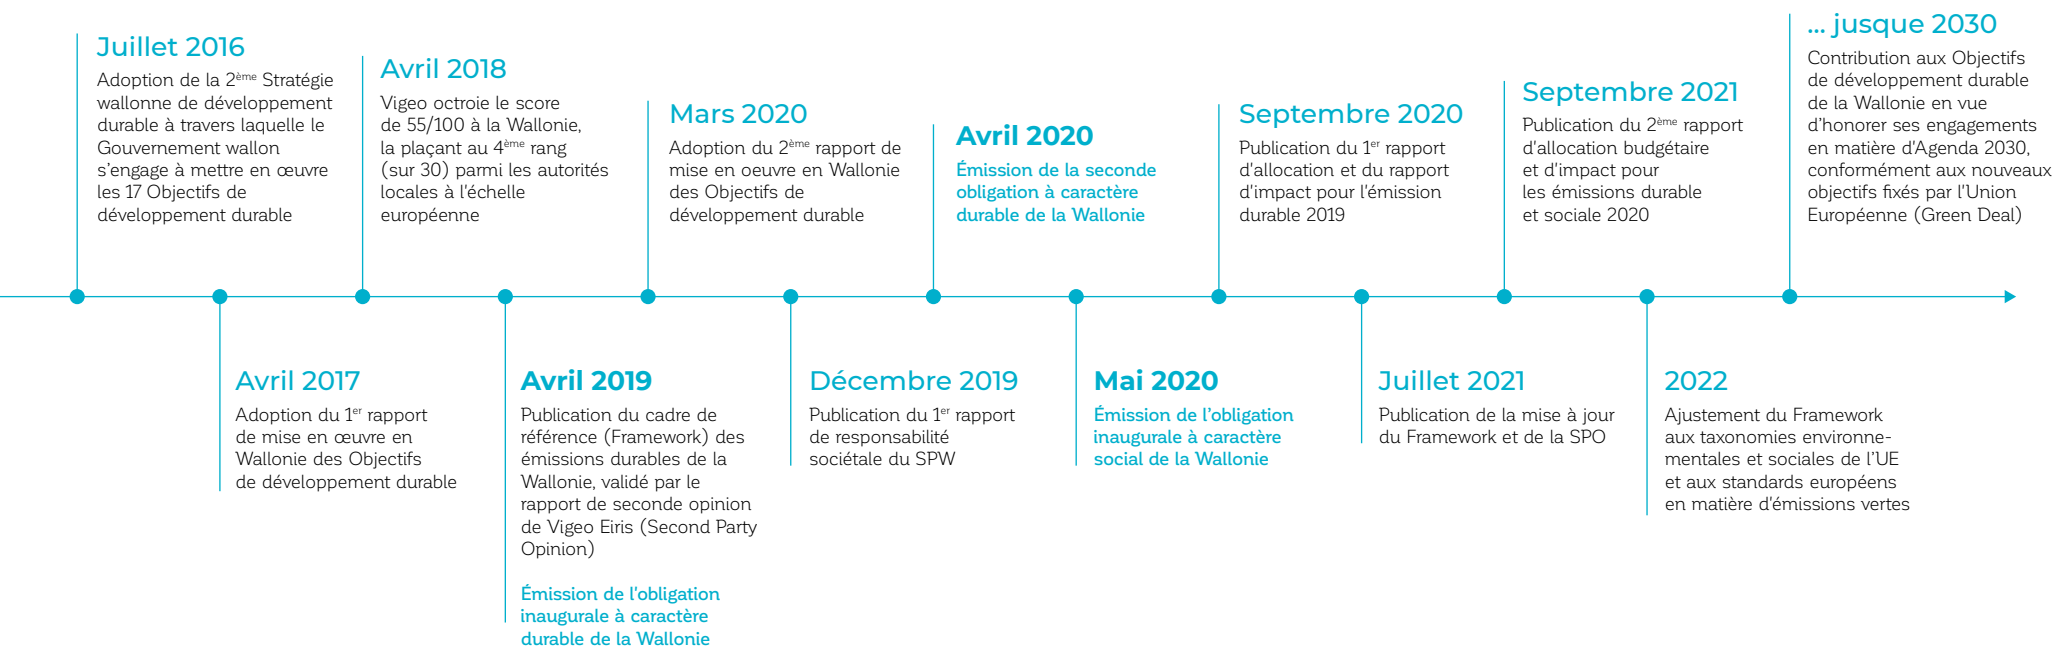 Juillet 2016
Adoption de la 2ème Stratégie
wallonne de développement
durable à travers laquelle le
Gouvernement wallon
s’engage à mettre en œuvre
les 17 Objectifs de
développement durable
Avril 2018
Vigeo octroie le score
de 55/100 à la Wallonie,
la plaçant au 4ème rang
(sur 30) parmi les autorités
locales à l'échelle
européenne
Mars 2020
Adoption du 2ème rapport de
mise en oeuvre en Wallonie
des Objectifs de
développement durable
Avril 2020
Émission de la seconde
obligation à caractère
durable de la Wallonie
Septembre 2020
Publication du 1er rapport
d'allocation et du rapport
d'impact pour l'émission
durable 2019
Septembre 2021
Publication du 2ème rapport
d'allocation budgétaire
et d'impact pour
les émissions durable
et sociale 2020
... jusque 2030
Contribution aux Objectifs
de développement durable
de la Wallonie en vue
d’honorer ses engagements
en matière d'Agenda 2030,
conformément aux nouveaux
objectifs fixés par l'Union
Européenne (Green Deal)
Avril 2017
Adoption du 1er rapport
de mise en œuvre en
Wallonie des Objectifs
de développement durable
Avril 2019
Publication du cadre de
référence (Framework) des
émissions durables de la
Wallonie, validé par le
rapport de seconde opinion
de Vigeo Eiris (Second Party
Opinion)
Émission de l'obligation
inaugurale à caractère
durable de la Wallonie
Décembre 2019
Publication du 1er rapport
de responsabilité
sociétale du SPW
Mai 2020
Émission de l’obligation
inaugurale à caractère
social de la Wallonie
Juillet 2021
Publication de la mise à jour
du Framework et de la SPO
2022
Ajustement du Framework
aux taxonomies environne-
mentales et sociales de l’UE
et aux standards européens
en matière d'émissions vertes